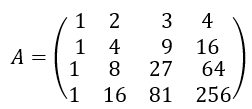 A = ( 1 2 3 4
1 4 9 16
1 8 27 64
1 16 81 256 )